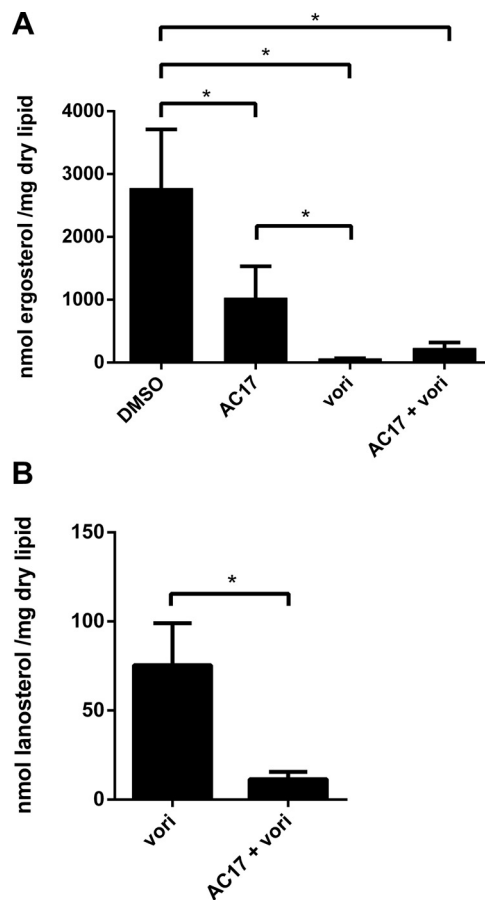 A
*
*
*
*
nmol ergosterol /mg dry lipid
4000
3000
2000
1000
0
DMSO
AC17
vori
AC17 + vori
B
*
nmol lanosterol /mg dry lipid
150
100
50
0
vori
AC17 + vori